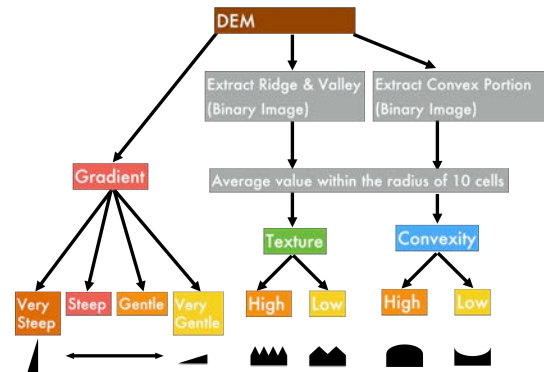 DEM
Extract Ridge & Valley
(Binary Image)
Extract Convex Portion
(Binary Image)
Gradient
Average value within the radius of 10 cells
Texture
Convexity
Very
Steep
Steep
Gentle
Very
Gentle
High
Low
High
Low